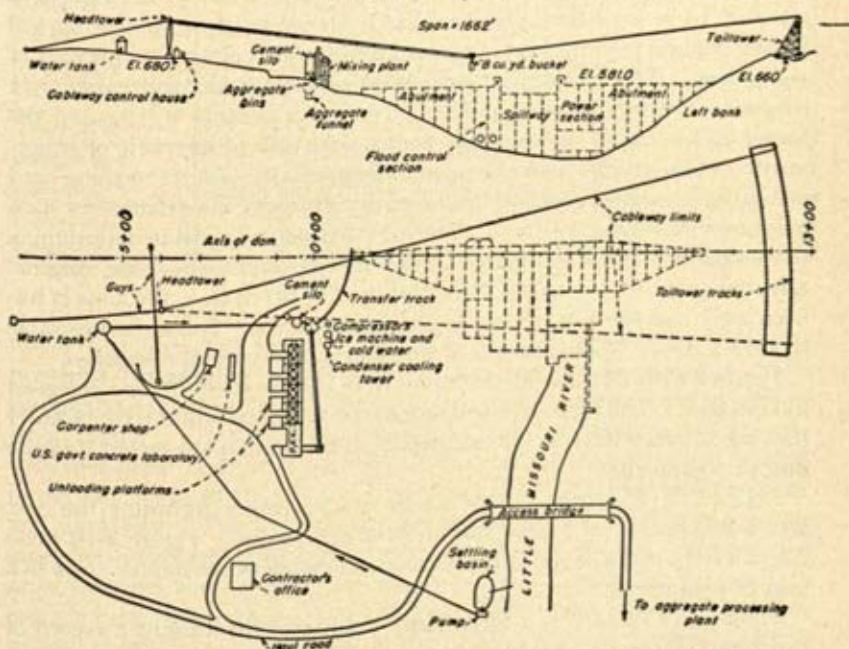 Headtower
Span = 1662'
Tailtower
Water tank
El. 680'
Cableway control house
Cement
silo
Mixing plant
Aggregate
bins
Aggregate
tunnel
8 cu. yd. bucket
El. 581.0
El. 660'
Abutment
Spillway
Power
section
Abutment
Left bank
Flood control
section
Cableway limits
5+00
Axis of dam
0+00
13+00
Guys
Headtower
Cement
silo
Transfer track
Tailtower tracks
Water tank
Compressors
ice machine and
cold water
Condenser cooling
tower
Carpenter shop
U.S. govt. concrete laboratory
Unloading platforms
LITTLE MISSOURI RIVER
Access bridge
Settling
basin
Contractor's
office
Pump
To aggregate processing
plant
Haul road